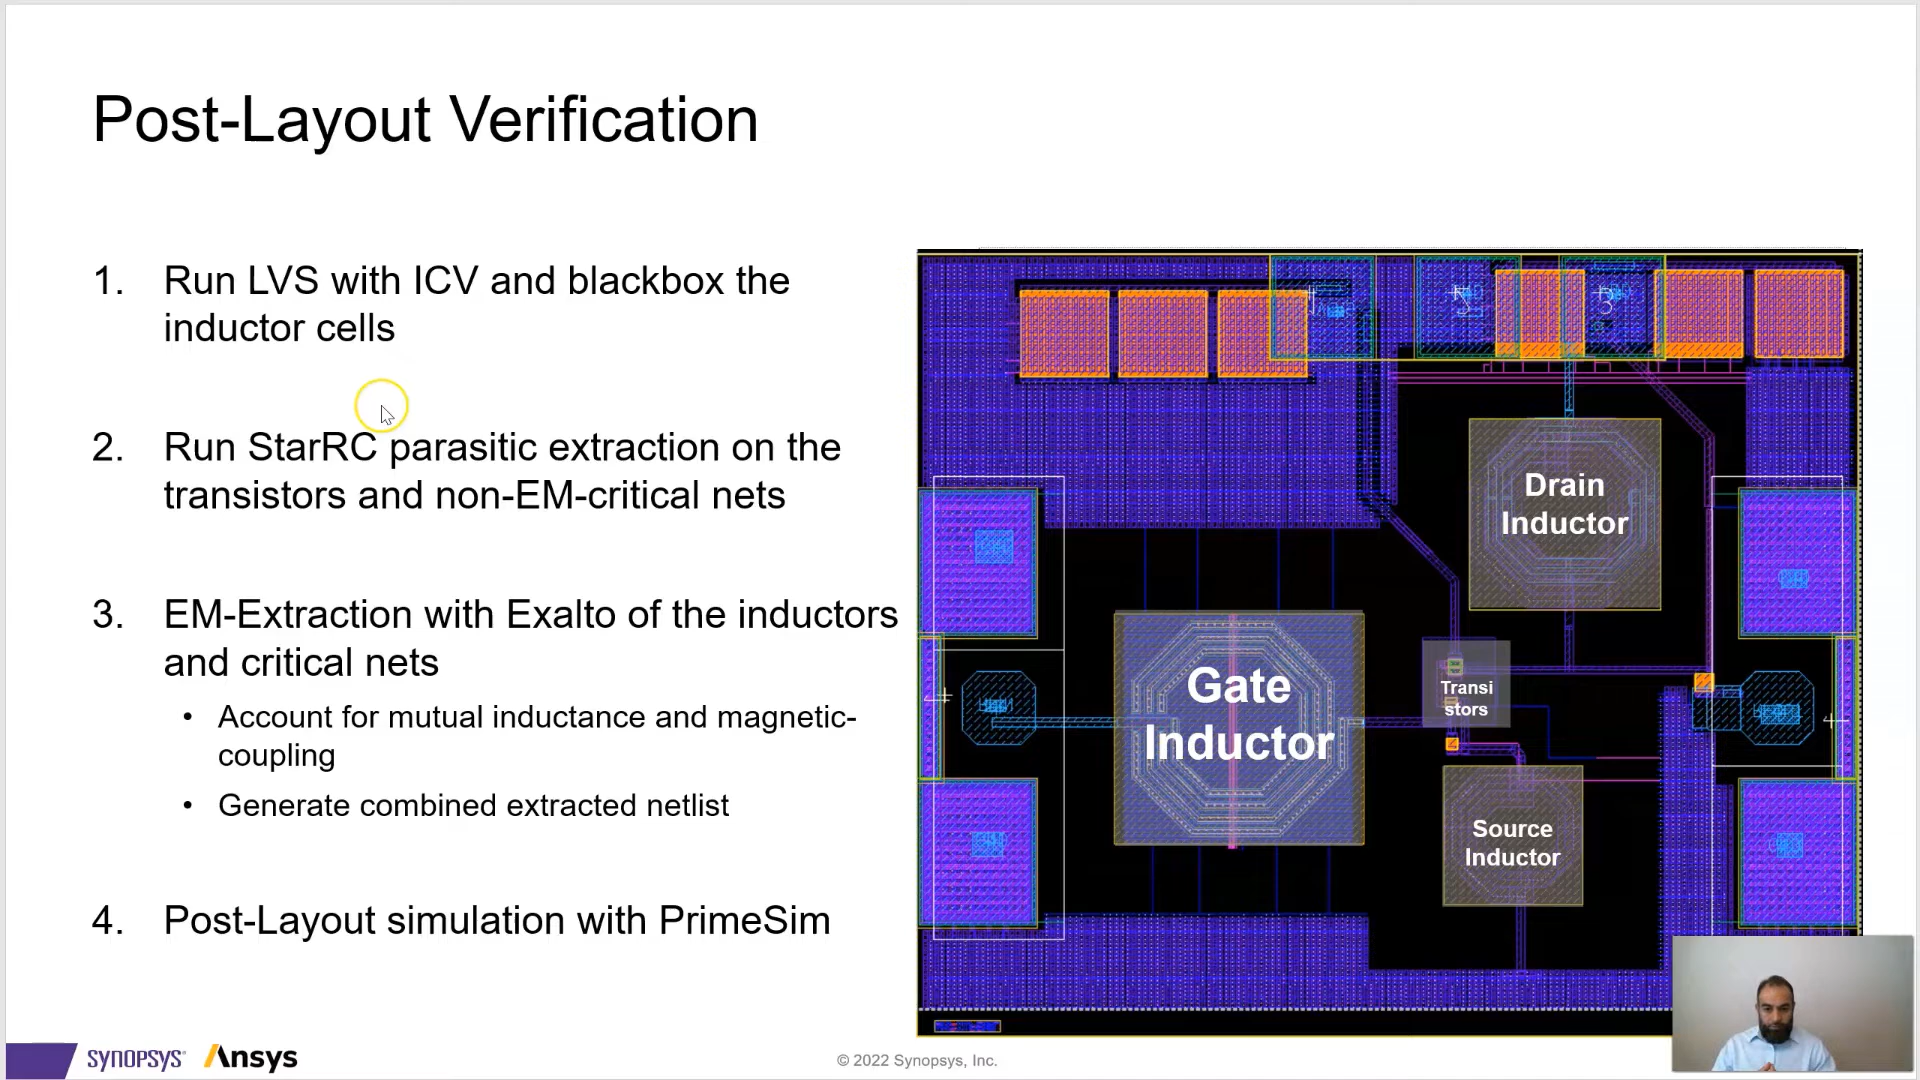 Post-Layout Verification
1. Run LVS with ICV and blackbox the
inductor cells
2. Run StarRC parasitic extraction on the
transistors and non-EM-critical nets
3. EM-Extraction with Exalto of the inductors
and critical nets
• Account for mutual inductance and magnetic-
coupling
• Generate combined extracted netlist
4. Post-Layout simulation with PrimeSim
Drain
Inductor
Gate
Inductor
Transi
stors
Source
Inductor
SYNOPSYS® Ansys
© 2022 Synopsys, Inc.